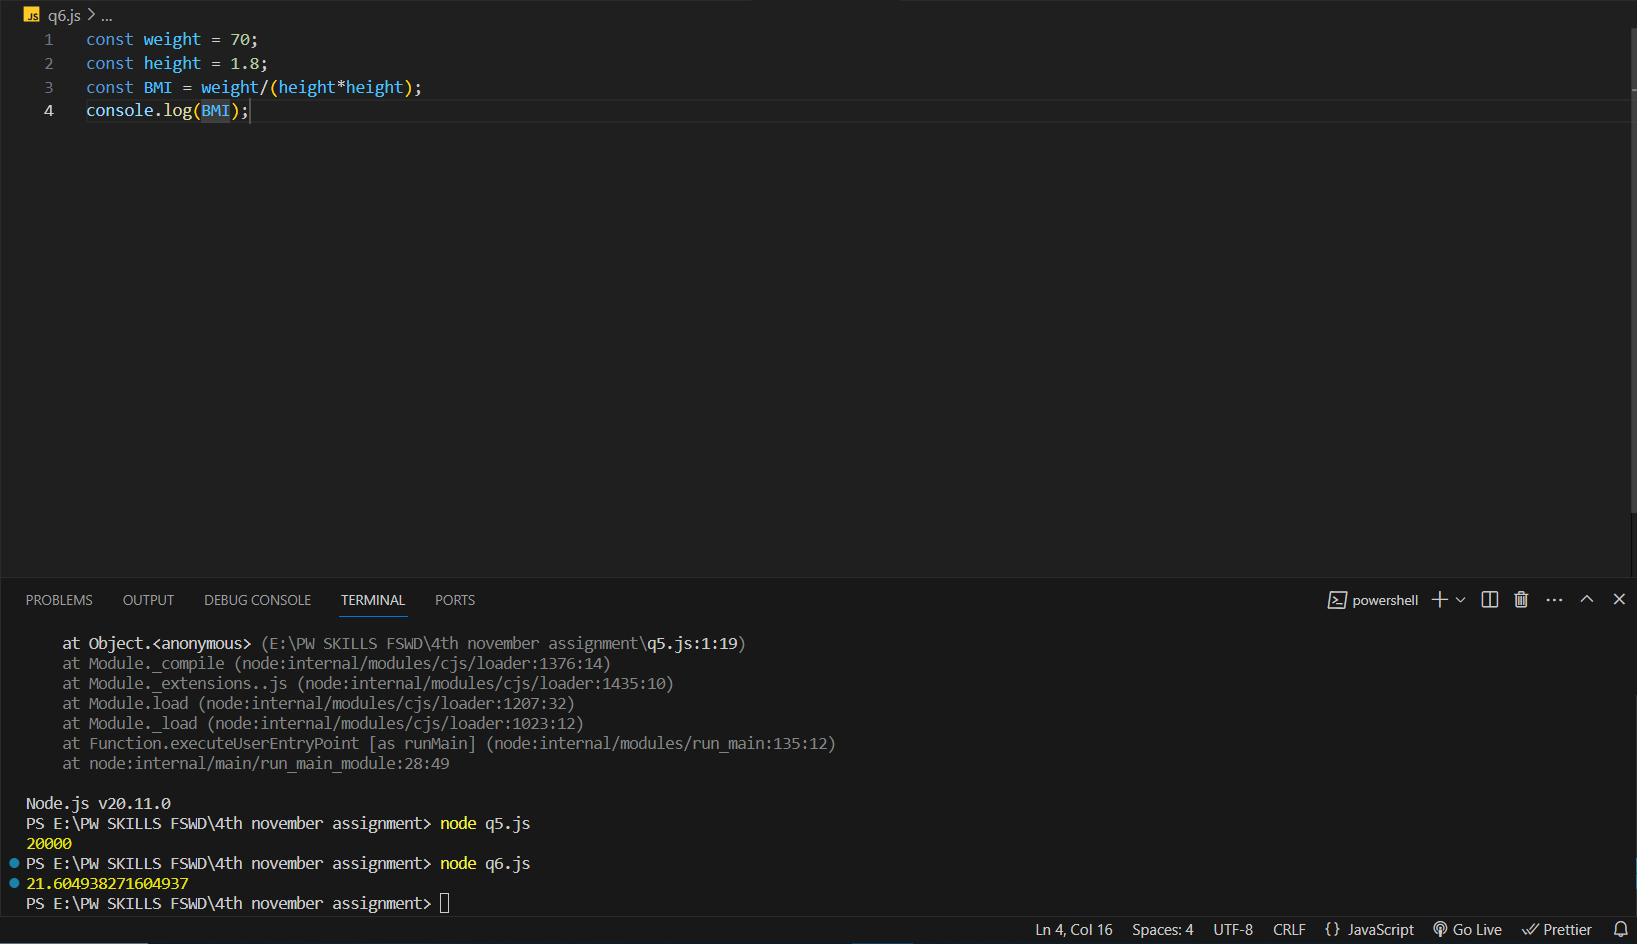 JS q6.js > ...
1 const weight = 70;
2 const height = 1.8;
3 const BMI = weight/(height*height);
4 console.log(BMI);
PROBLEMS OUTPUT DEBUG CONSOLE TERMINAL PORTS powershell
at Object.<anonymous> (E:\PW SKILLS FSWD\4th november assignment\q5.js:1:19)
at Module._compile (node:internal/modules/cjs/loader:1376:14)
at Module._extensions..js (node:internal/modules/cjs/loader:1435:10)
at Module.load (node:internal/modules/cjs/loader:1207:32)
at Module._load (node:internal/modules/cjs/loader:1023:12)
at Function.executeUserEntryPoint [as runMain] (node:internal/modules/run_main:135:12)
at node:internal/main/run_main_module:28:49
Node.js v20.11.0
PS E:\PW SKILLS FSWD\4th november assignment> node q5.js
20000
PS E:\PW SKILLS FSWD\4th november assignment> node q6.js
21.604938271604937
PS E:\PW SKILLS FSWD\4th november assignment>
Ln 4, Col 16 Spaces: 4 UTF-8 CRLF {} JavaScript Go Live Prettier